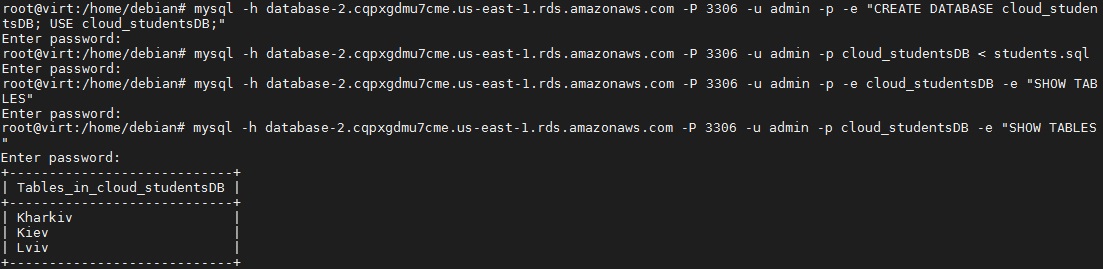 root@virt:/home/debian# mysql -h database-2.cqpxgdmu7cme.us-east-1.rds.amazonaws.com -P 3306 -u admin -p -e "CREATE DATABASE cloud_studen
tsDB; USE cloud_studentsDB;"
Enter password:
root@virt:/home/debian# mysql -h database-2.cqpxgdmu7cme.us-east-1.rds.amazonaws.com -P 3306 -u admin -p cloud_studentsDB < students.sql
Enter password:
root@virt:/home/debian# mysql -h database-2.cqpxgdmu7cme.us-east-1.rds.amazonaws.com -P 3306 -u admin -p -e cloud_studentsDB -e "SHOW TAB
LES"
Enter password:
root@virt:/home/debian# mysql -h database-2.cqpxgdmu7cme.us-east-1.rds.amazonaws.com -P 3306 -u admin -p cloud_studentsDB -e "SHOW TABLES
"
Enter password:
+----------------------------+
| Tables_in_cloud_studentsDB |
+----------------------------+
| Kharkiv                    |
| Kiev                       |
| Lviv                       |
+----------------------------+